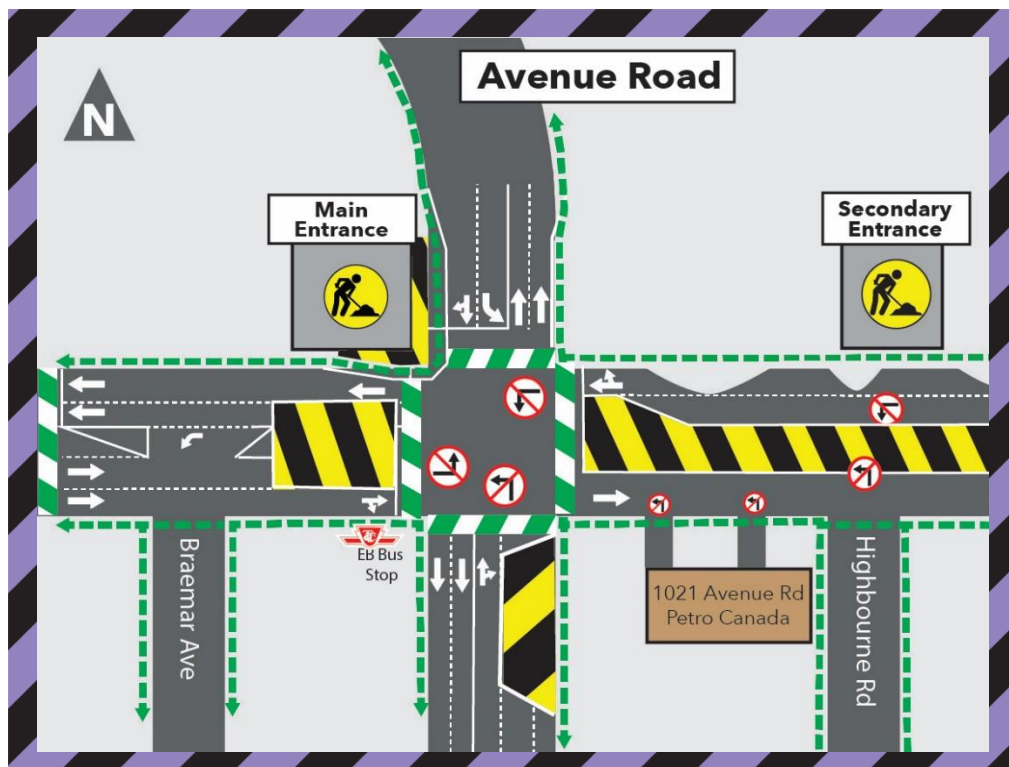 Avenue Road
N
Main
Entrance
Secondary
Entrance
EB Bus
Stop
Braemar Ave
1021 Avenue Rd
Petro Canada
Highbourne Rd